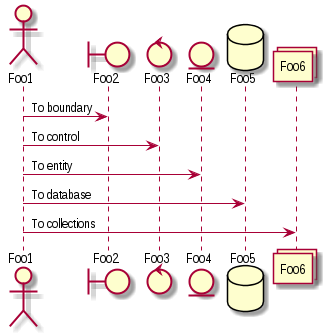 Foo1 Foo2 Foo3 Foo4 Foo5 Foo6
To boundary
To control
To entity
To database
To collections
Foo1 Foo2 Foo3 Foo4 Foo5 Foo6